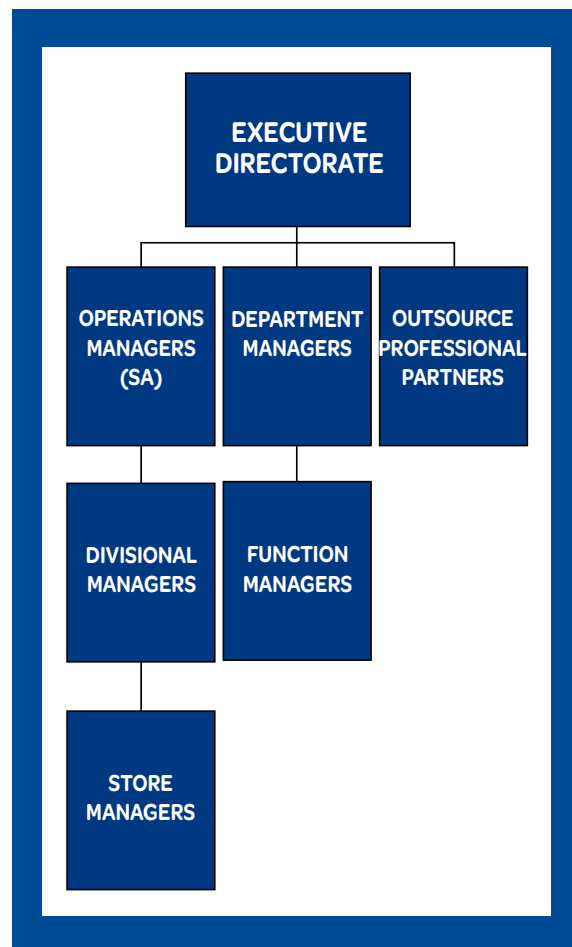 EXECUTIVE
DIRECTORATE
OPERATIONS
MANAGERS
(SA)
DEPARTMENT
MANAGERS
OUTSOURCE
PROFESSIONAL
PARTNERS
DIVISIONAL
MANAGERS
FUNCTION
MANAGERS
STORE
MANAGERS